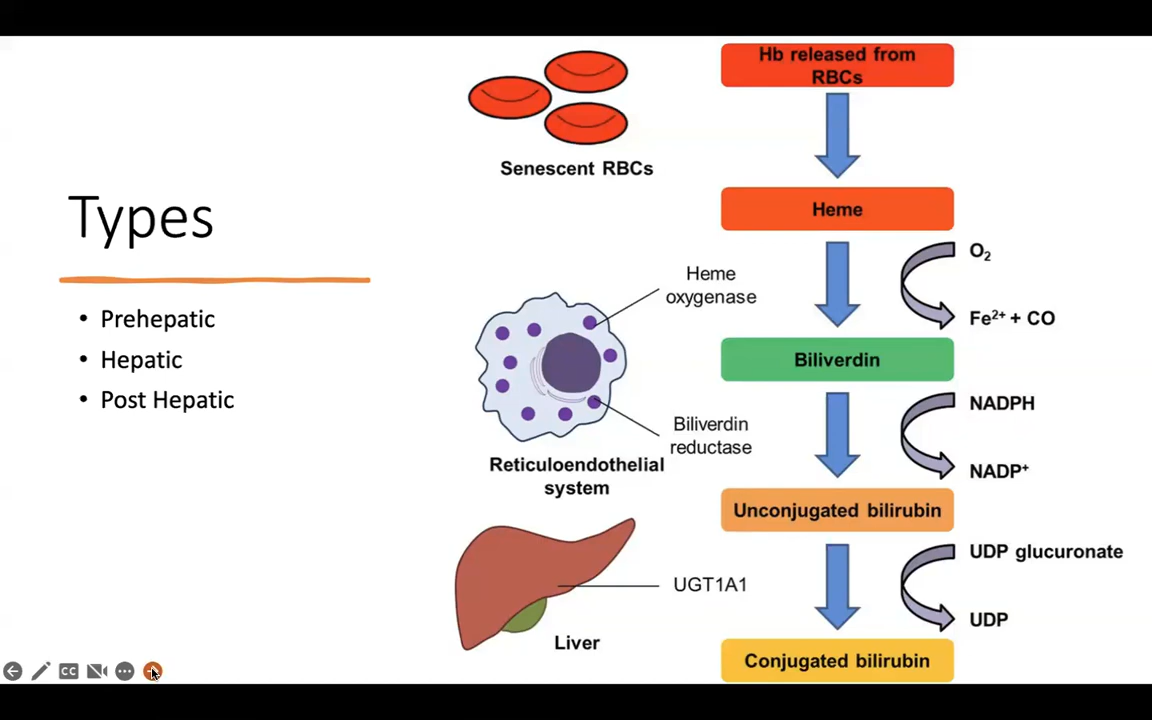 Types
• Prehepatic
• Hepatic
• Post Hepatic
Senescent RBCs
Hb released from
RBCs
Heme
O₂
Heme
oxygenase
Fe²⁺ + CO
Biliverdin
NADPH
Biliverdin
reductase
NADP⁺
Reticuloendothelial
system
Unconjugated bilirubin
UDP glucuronate
UGT1A1
UDP
Liver
Conjugated bilirubin
CC